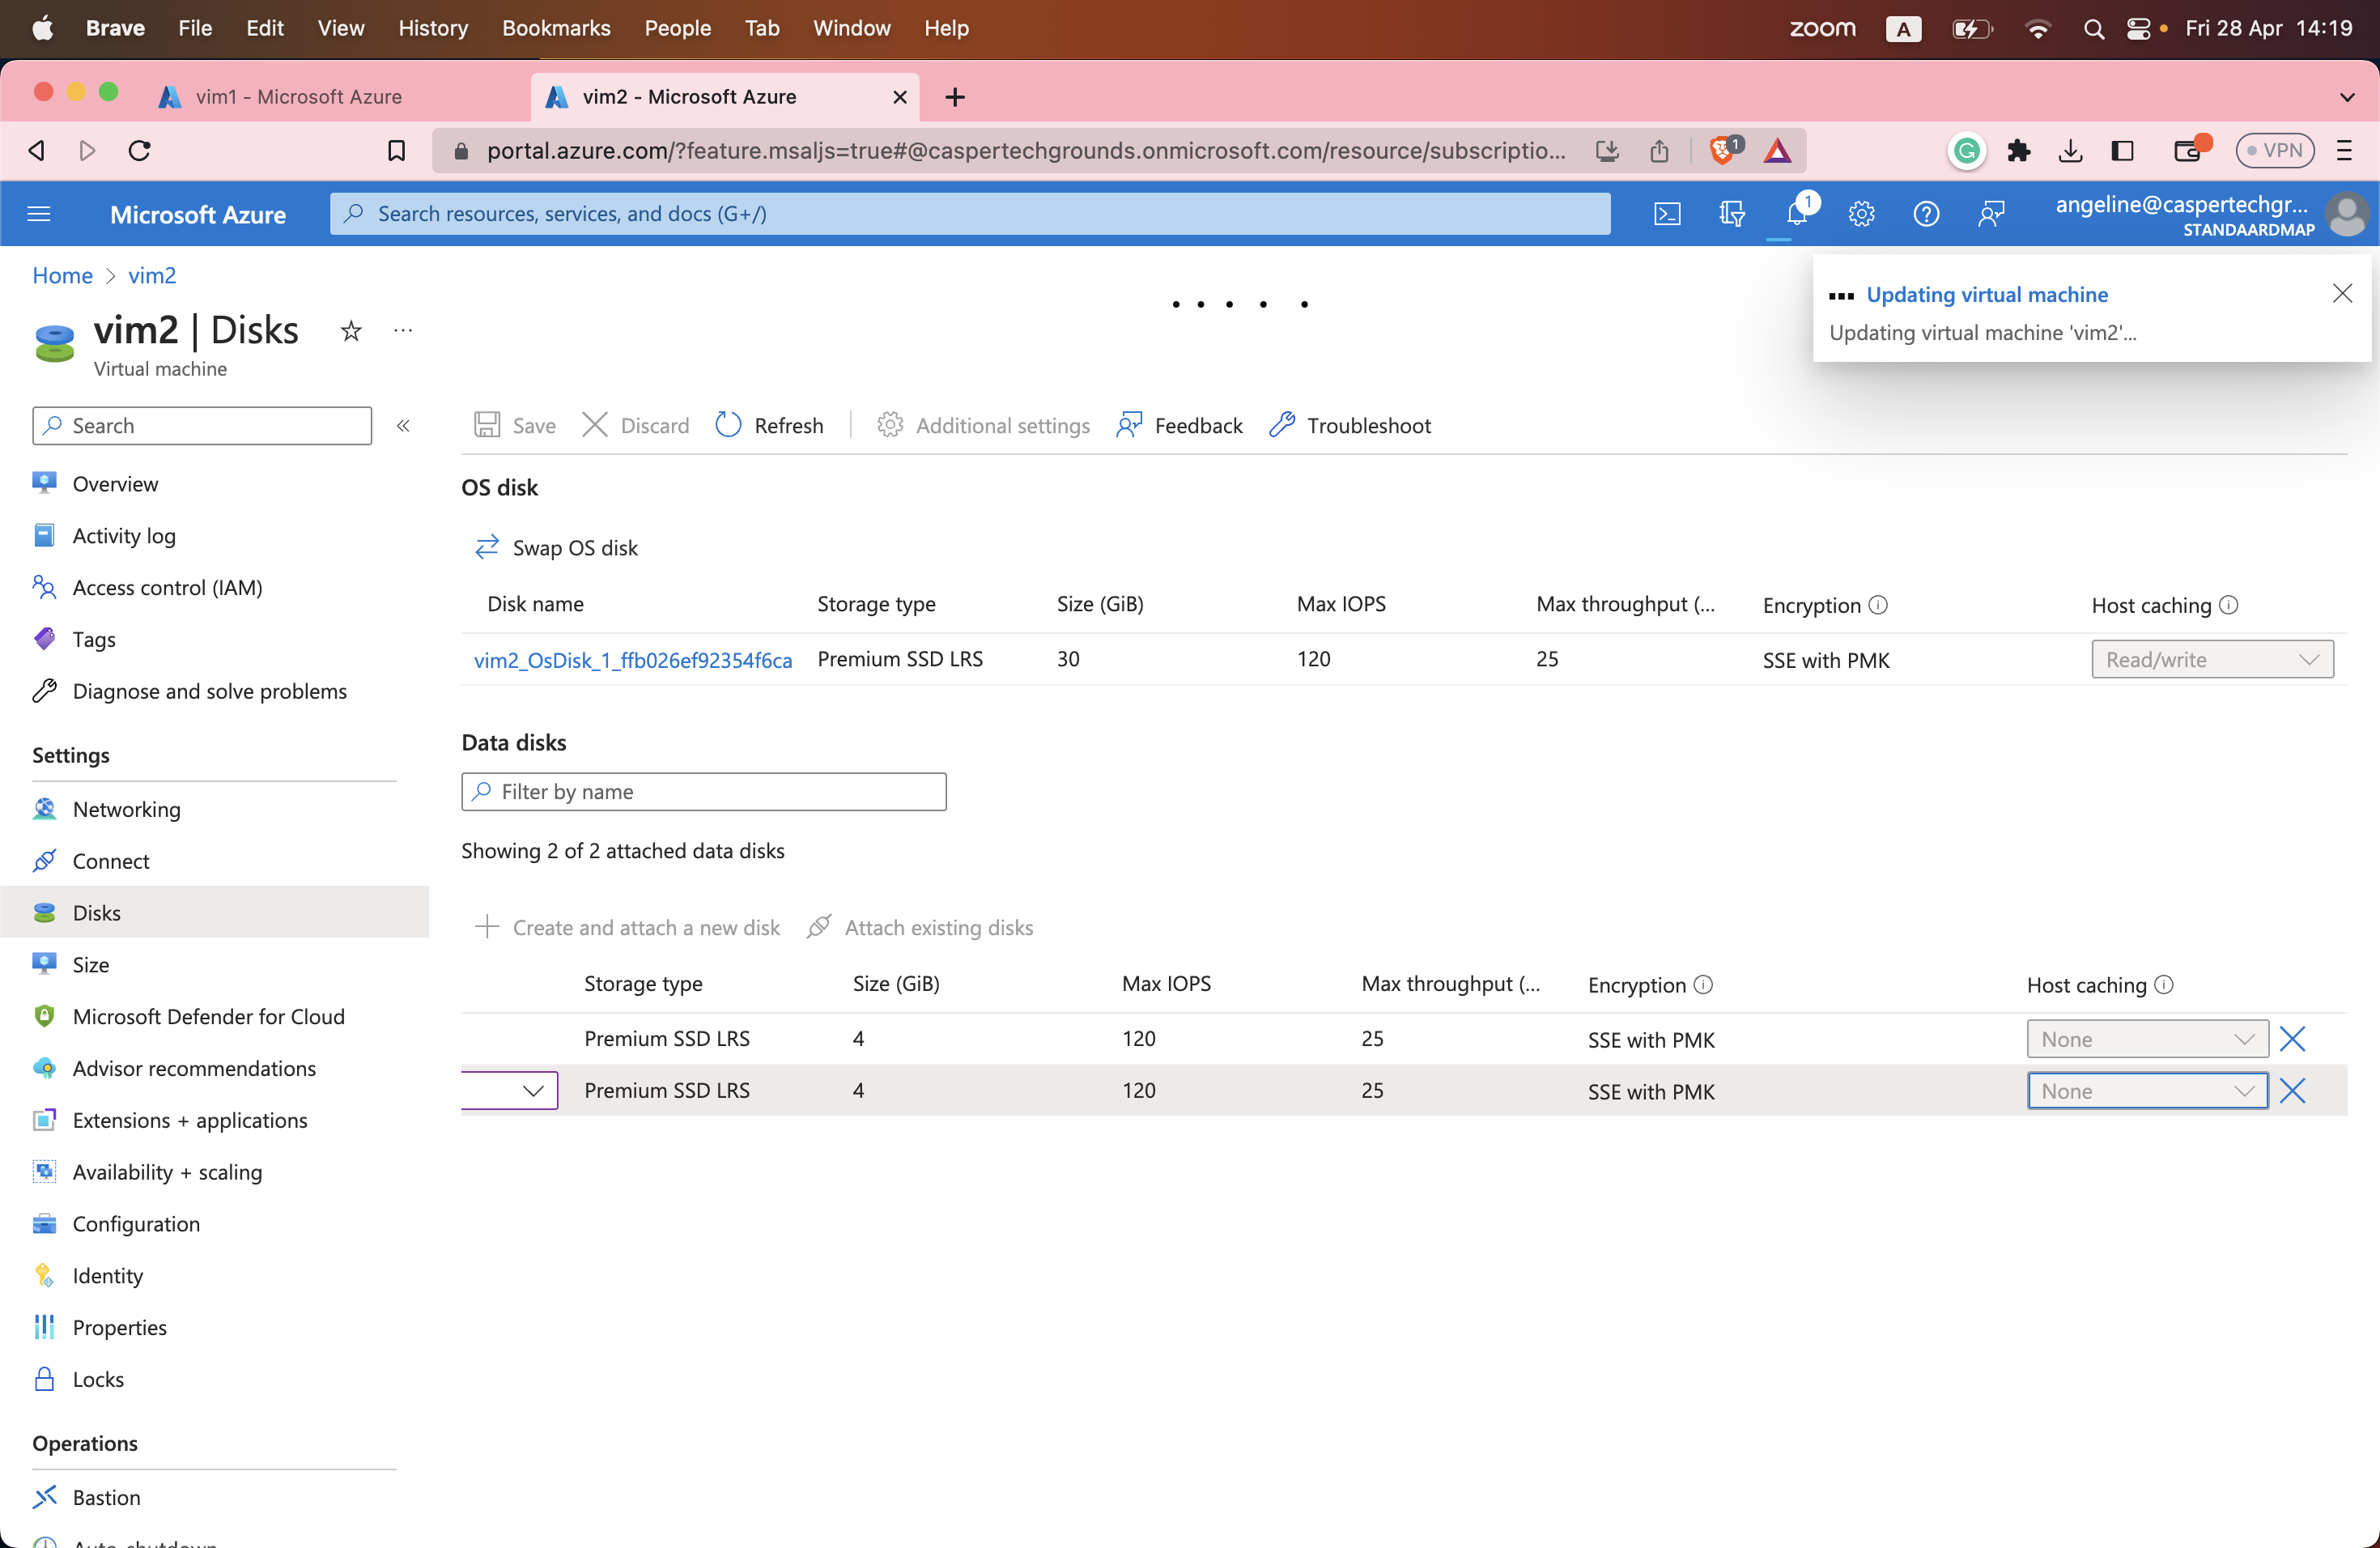 Brave File Edit View History Bookmarks People Tab Window Help zoom A Fri 28 Apr 14:19
vim1 - Microsoft Azure vim2 - Microsoft Azure
portal.azure.com/?feature.msaljs=true#@caspertechgrounds.onmicrosoft.com/resource/subscriptio... 1 VPN
Microsoft Azure Search resources, services, and docs (G+/) 1 angeline@caspertechgr...
STANDAARDMAP
Home > vim2
Updating virtual machine
Updating virtual machine 'vim2'...
vim2 | Disks
Virtual machine
Search
Save Discard Refresh Additional settings Feedback Troubleshoot
Overview
Activity log
Access control (IAM)
Tags
Diagnose and solve problems
Settings
Networking
Connect
Disks
Size
Microsoft Defender for Cloud
Advisor recommendations
Extensions + applications
Availability + scaling
Configuration
Identity
Properties
Locks
Operations
Bastion
Auto-shutdown
OS disk
Swap OS disk
Disk name Storage type Size (GiB) Max IOPS Max throughput (... Encryption Host caching
vim2_OsDisk_1_ffb026ef92354f6ca Premium SSD LRS 30 120 25 SSE with PMK Read/write
Data disks
Filter by name
Showing 2 of 2 attached data disks
Create and attach a new disk Attach existing disks
Storage type Size (GiB) Max IOPS Max throughput (... Encryption Host caching
Premium SSD LRS 4 120 25 SSE with PMK None
Premium SSD LRS 4 120 25 SSE with PMK None